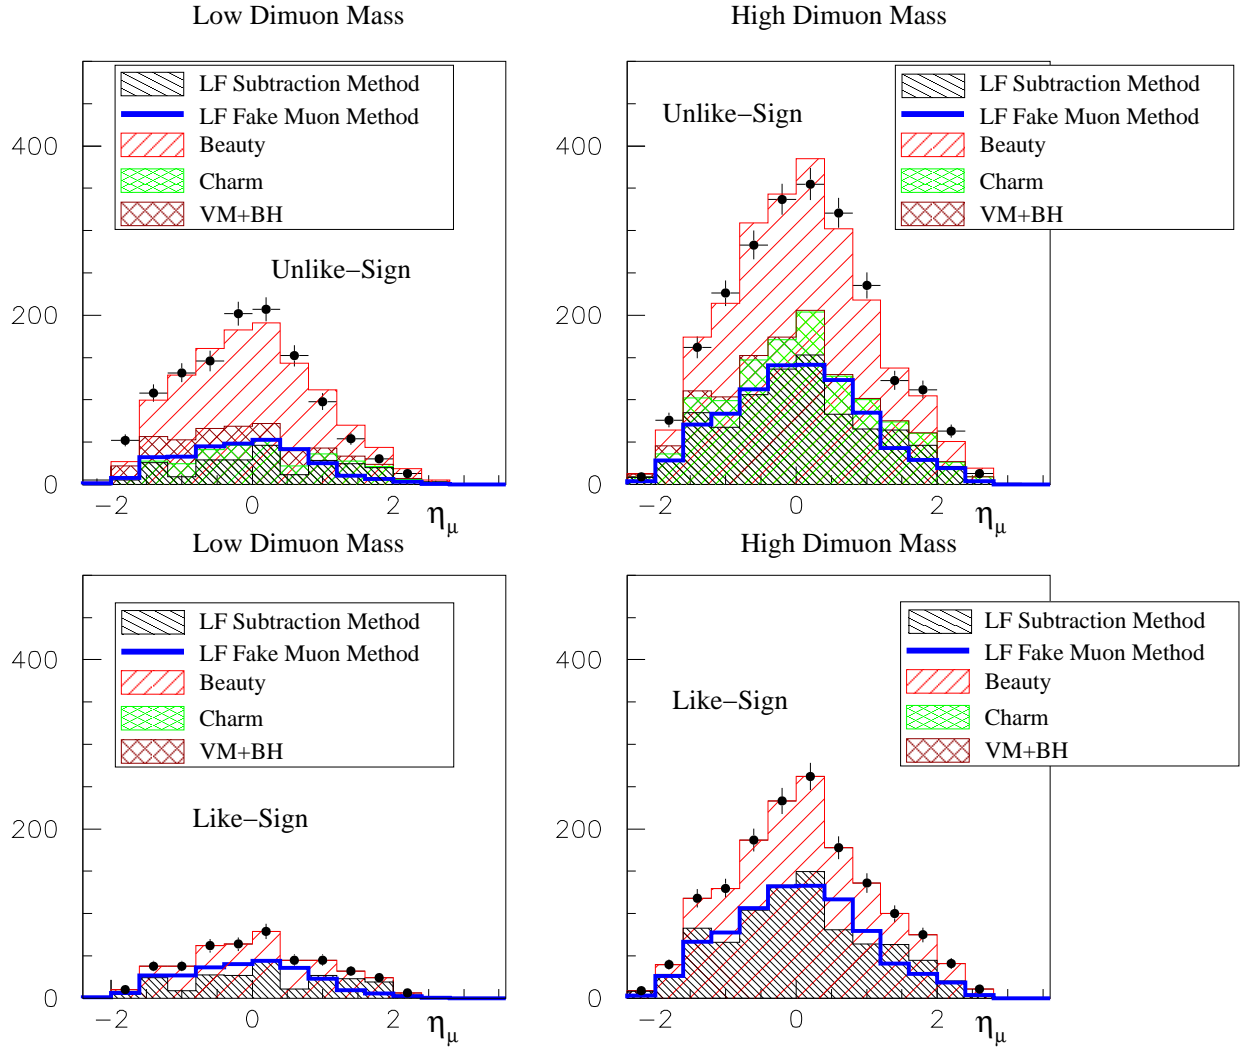 Low Dimuon Mass
LF Subtraction Method
LF Fake Muon Method
Beauty
Charm
VM+BH
Unlike−Sign
400
200
0
−2 0 2
η_μ
High Dimuon Mass
LF Subtraction Method
LF Fake Muon Method
Beauty
Charm
VM+BH
Unlike−Sign
400
200
0
−2 0 2
η_μ
Low Dimuon Mass
LF Subtraction Method
LF Fake Muon Method
Beauty
Charm
VM+BH
Like−Sign
400
200
0
−2 0 2
η_μ
High Dimuon Mass
LF Subtraction Method
LF Fake Muon Method
Beauty
Charm
VM+BH
Like−Sign
400
200
0
−2 0 2
η_μ